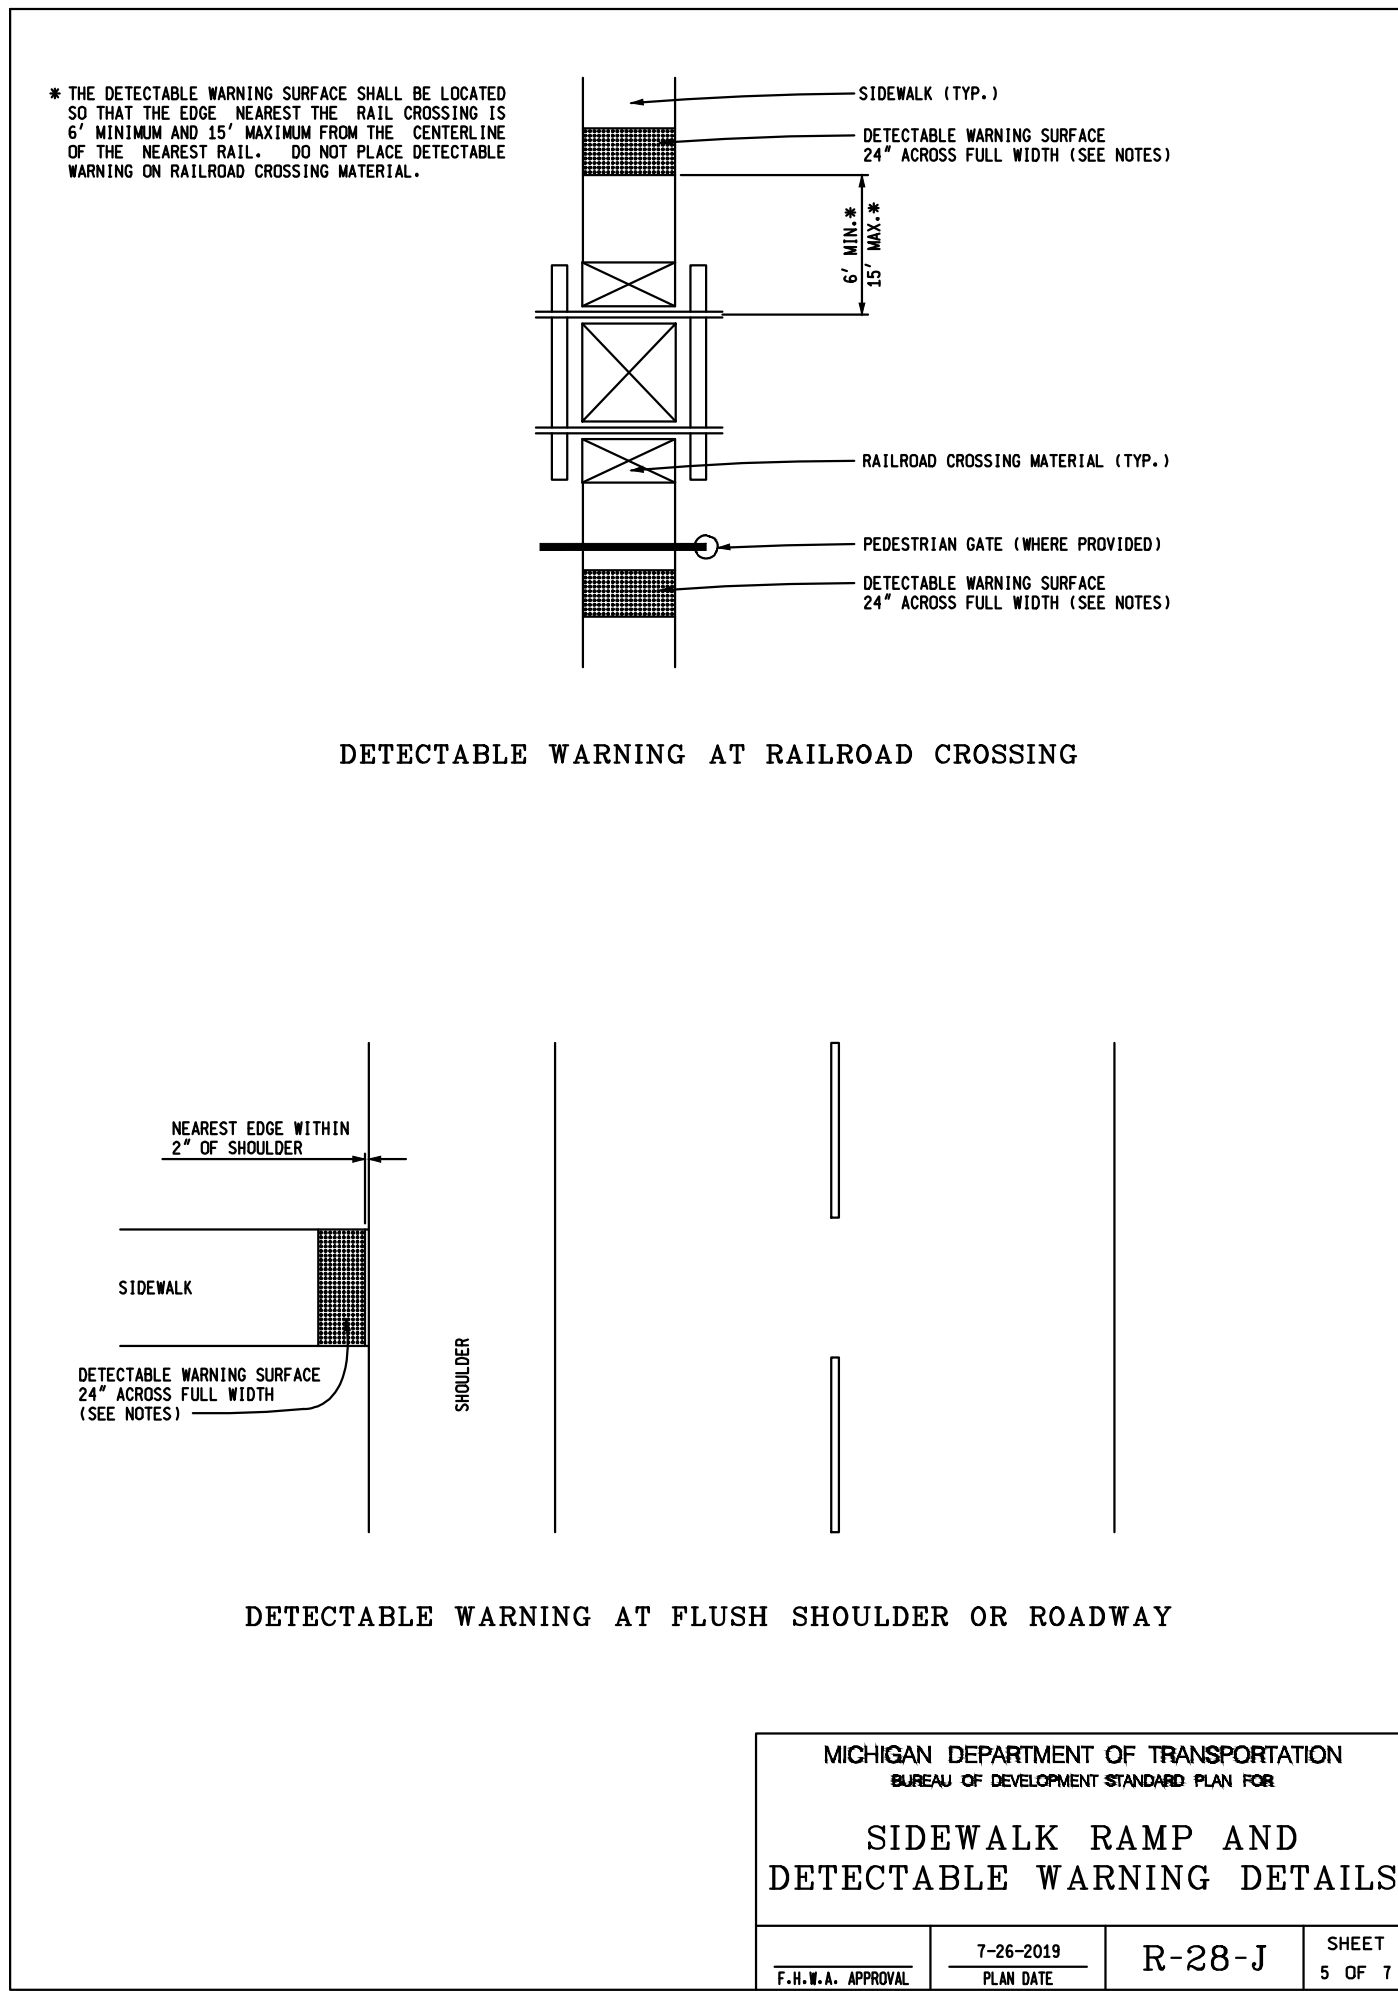 * THE DETECTABLE WARNING SURFACE SHALL BE LOCATED
SO THAT THE EDGE NEAREST THE RAIL CROSSING IS
6' MINIMUM AND 15' MAXIMUM FROM THE CENTERLINE
OF THE NEAREST RAIL. DO NOT PLACE DETECTABLE
WARNING ON RAILROAD CROSSING MATERIAL.
SIDEWALK (TYP.)
DETECTABLE WARNING SURFACE
24" ACROSS FULL WIDTH (SEE NOTES)
6' MIN.*
15' MAX.*
RAILROAD CROSSING MATERIAL (TYP.)
PEDESTRIAN GATE (WHERE PROVIDED)
DETECTABLE WARNING SURFACE
24" ACROSS FULL WIDTH (SEE NOTES)
DETECTABLE WARNING AT RAILROAD CROSSING
NEAREST EDGE WITHIN
2" OF SHOULDER
SIDEWALK
SHOULDER
DETECTABLE WARNING SURFACE
24" ACROSS FULL WIDTH
(SEE NOTES)
DETECTABLE WARNING AT FLUSH SHOULDER OR ROADWAY
MICHIGAN DEPARTMENT OF TRANSPORTATION
BUREAU OF DEVELOPMENT STANDARD PLAN FOR
SIDEWALK RAMP AND
DETECTABLE WARNING DETAILS
F.H.W.A. APPROVAL
7-26-2019
PLAN DATE
R-28-J
SHEET
5 OF 7